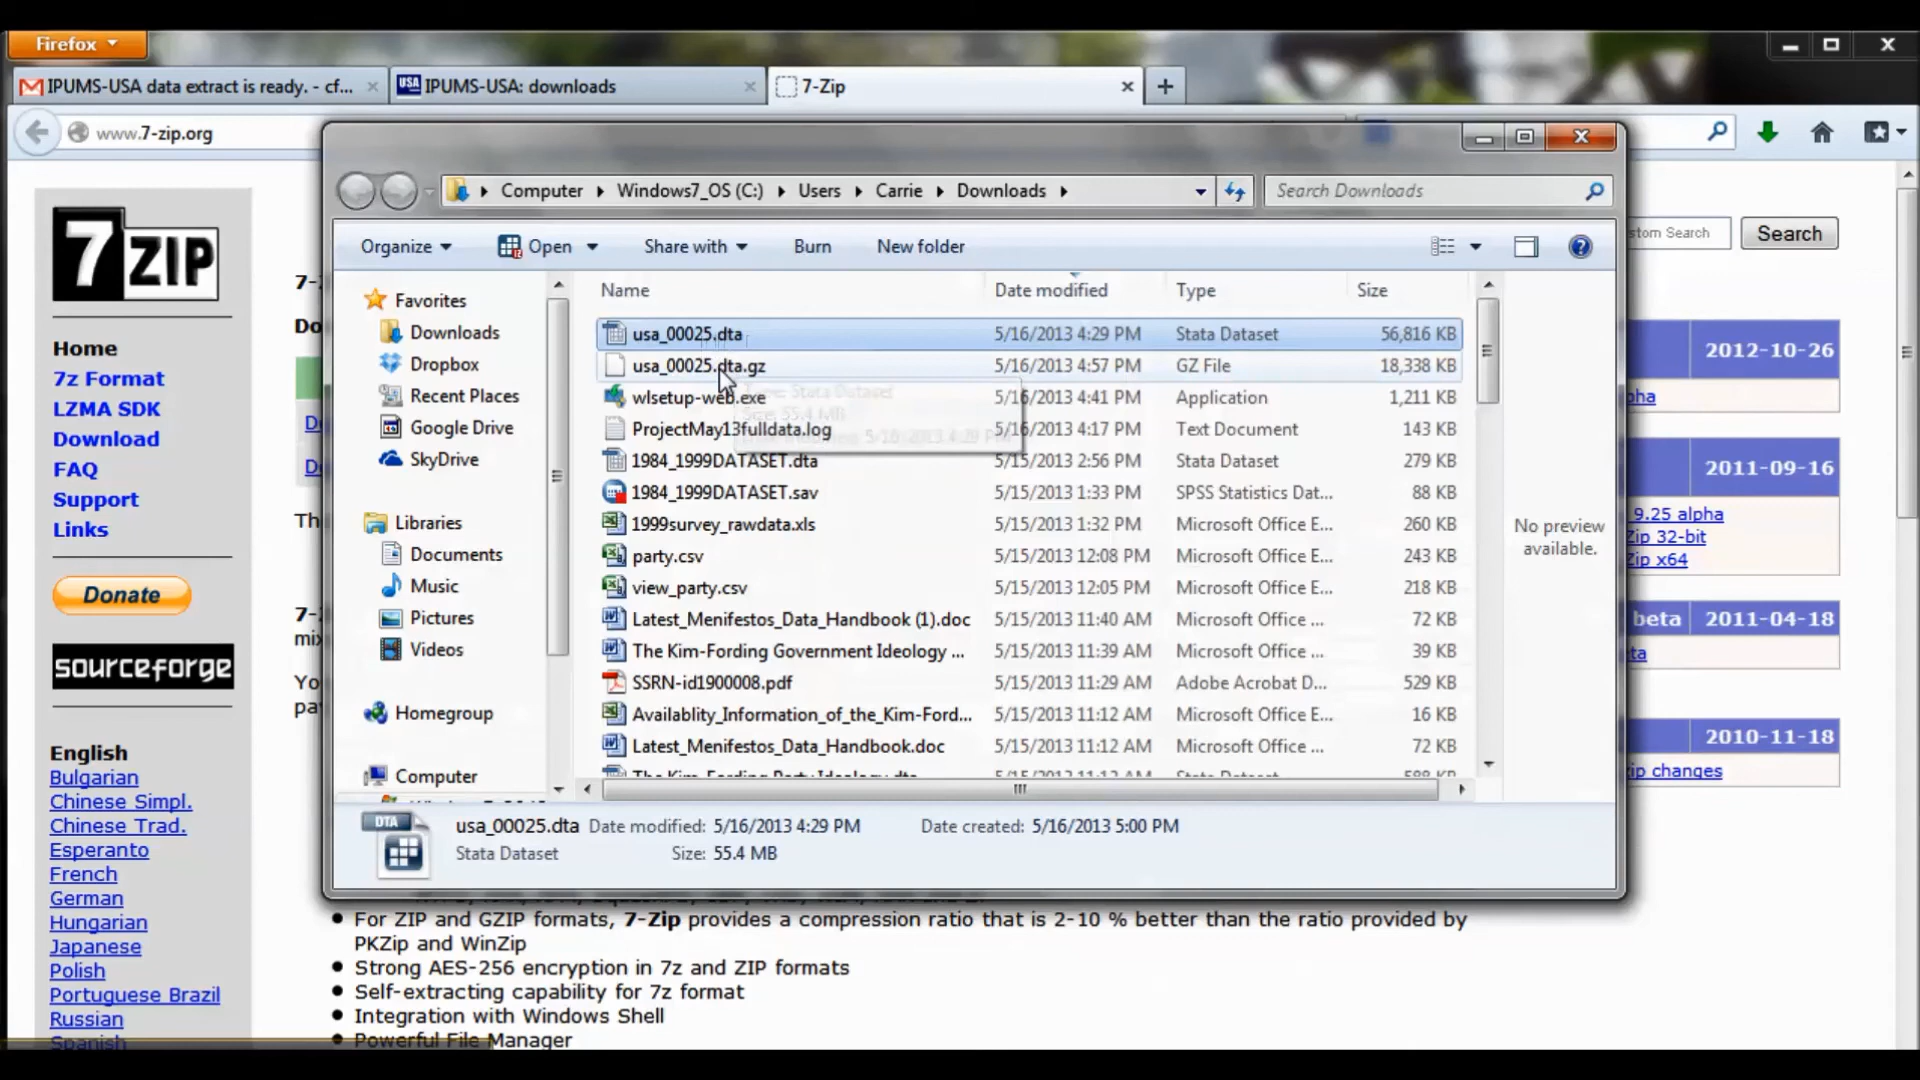 Firefox
IPUMS-USA data extract is ready. - cf...
USA IPUMS-USA: downloads
7-Zip
www.7-zip.org
Computer Windows7_OS (C:) Users Carrie Downloads
Search Downloads
Organize Open Share with Burn New folder
Name Date modified Type Size
usa_00025.dta 5/16/2013 4:29 PM Stata Dataset 56,816 KB
usa_00025.dta.gz 5/16/2013 4:57 PM GZ File 18,338 KB
wlsetup-web.exe 5/16/2013 4:41 PM Application 1,211 KB
ProjectMay13fulldata.log 5/16/2013 4:17 PM Text Document 143 KB
1984_1999DATASET.dta 5/15/2013 2:56 PM Stata Dataset 279 KB
1984_1999DATASET.sav 5/15/2013 1:33 PM SPSS Statistics Dat... 88 KB
1999survey_rawdata.xls 5/15/2013 1:32 PM Microsoft Office E... 260 KB
party.csv 5/15/2013 12:08 PM Microsoft Office E... 243 KB
view_party.csv 5/15/2013 12:05 PM Microsoft Office E... 218 KB
Latest_Menifestos_Data_Handbook (1).doc 5/15/2013 11:40 AM Microsoft Office ... 72 KB
The Kim-Fording Government Ideology ... 5/15/2013 11:39 AM Microsoft Office ... 39 KB
SSRN-id1900008.pdf 5/15/2013 11:29 AM Adobe Acrobat D... 529 KB
Availablity_Information_of_the_Kim-Ford... 5/15/2013 11:12 AM Microsoft Office E... 16 KB
Latest_Menifestos_Data_Handbook.doc 5/15/2013 11:12 AM Microsoft Office ... 72 KB
Type: Stata Dataset
Size: 55.4 MB
Favorites
Downloads
Dropbox
Recent Places
Google Drive
SkyDrive
Libraries
Documents
Music
Pictures
Videos
Homegroup
Computer
No preview
available.
DTA
usa_00025.dta Date modified: 5/16/2013 4:29 PM Date created: 5/16/2013 5:00 PM
Stata Dataset Size: 55.4 MB
7 ZIP
Home
7z Format
LZMA SDK
Download
FAQ
Support
Links
Donate
sourceforge
English
Bulgarian
Chinese Simpl.
Chinese Trad.
Esperanto
French
German
Hungarian
Japanese
Polish
Portuguese Brazil
Russian
Spanish
Search
2012-10-26
2011-09-16
9.25 alpha
Zip 32-bit
Zip x64
beta 2011-04-18
2010-11-18
zip changes
For ZIP and GZIP formats, 7-Zip provides a compression ratio that is 2-10 % better than the ratio provided by
PKZip and WinZip
Strong AES-256 encryption in 7z and ZIP formats
Self-extracting capability for 7z format
Integration with Windows Shell
Powerful File Manager